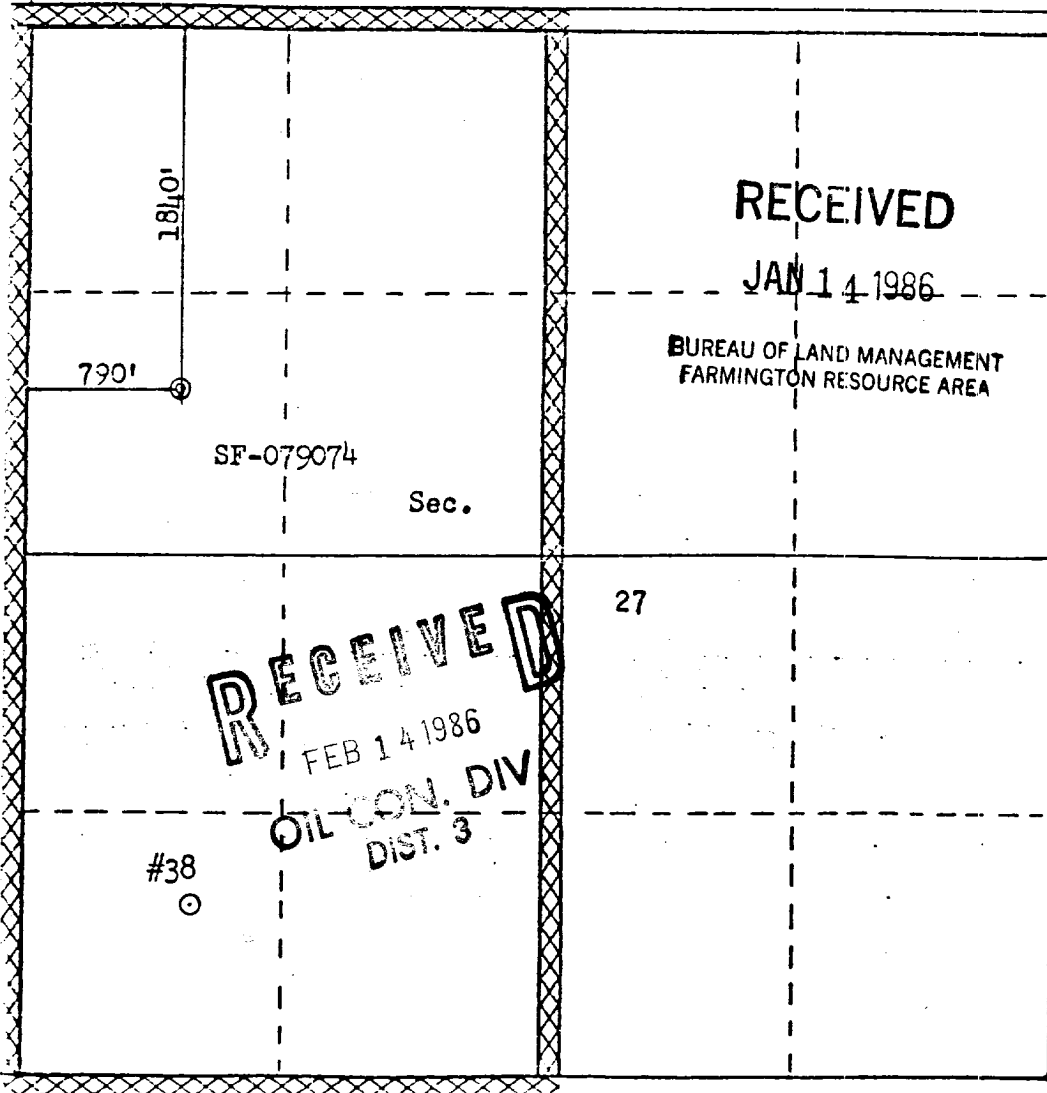 1840'
RECEIVED
JAN 14 1986
BUREAU OF LAND MANAGEMENT
FARMINGTON RESOURCE AREA
790'
SF-079074
Sec.
27
RECEIVED
FEB 14 1986
OIL CON. DIV
DIST. 3
#38